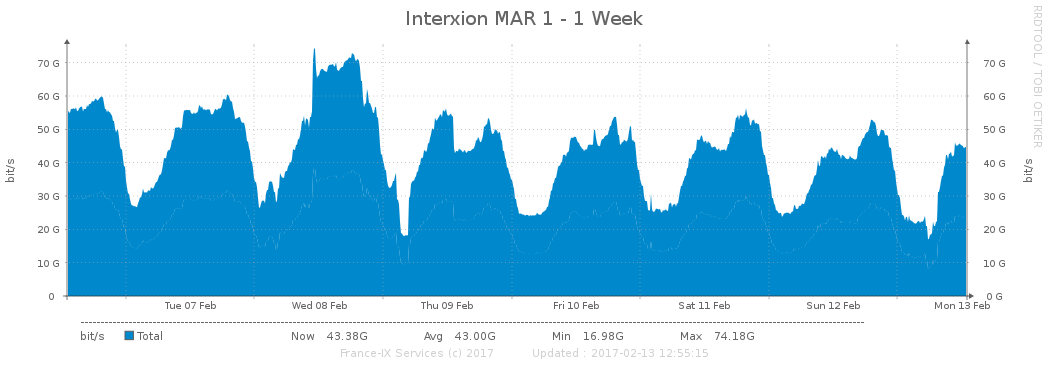 Interxion MAR 1 - 1 Week
RRDTOOL / TOBI OETIKER
bit/s
70 G 70 G
60 G 60 G
50 G 50 G
40 G 40 G
30 G 30 G
20 G 20 G
10 G 10 G
0 0 G
bit/s
Tue 07 Feb Wed 08 Feb Thu 09 Feb Fri 10 Feb Sat 11 Feb Sun 12 Feb Mon 13 Feb
bit/s Total Now 43.38G Avg 43.00G Min 16.98G Max 74.18G
France-IX Services (c) 2017 Updated : 2017-02-13 12:55:15